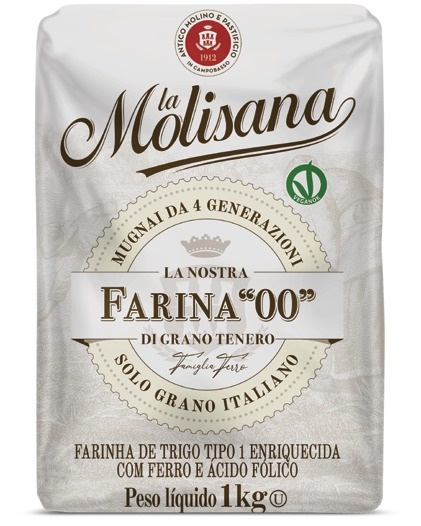 ANTICO MOLINO E PASTIFICIO
1912
IN CAMPOBASSO
la
Molisana
VEGANOK
MUGNAI DA 4 GENERAZIONI
LA NOSTRA
FARINA "00"
DI GRANO TENERO
Famiglia Ferro
SOLO GRANO ITALIANO
FARINHA DE TRIGO TIPO 1 ENRIQUECIDA
COM FERRO E ÁCIDO FÓLICO
Peso líquido 1kg U